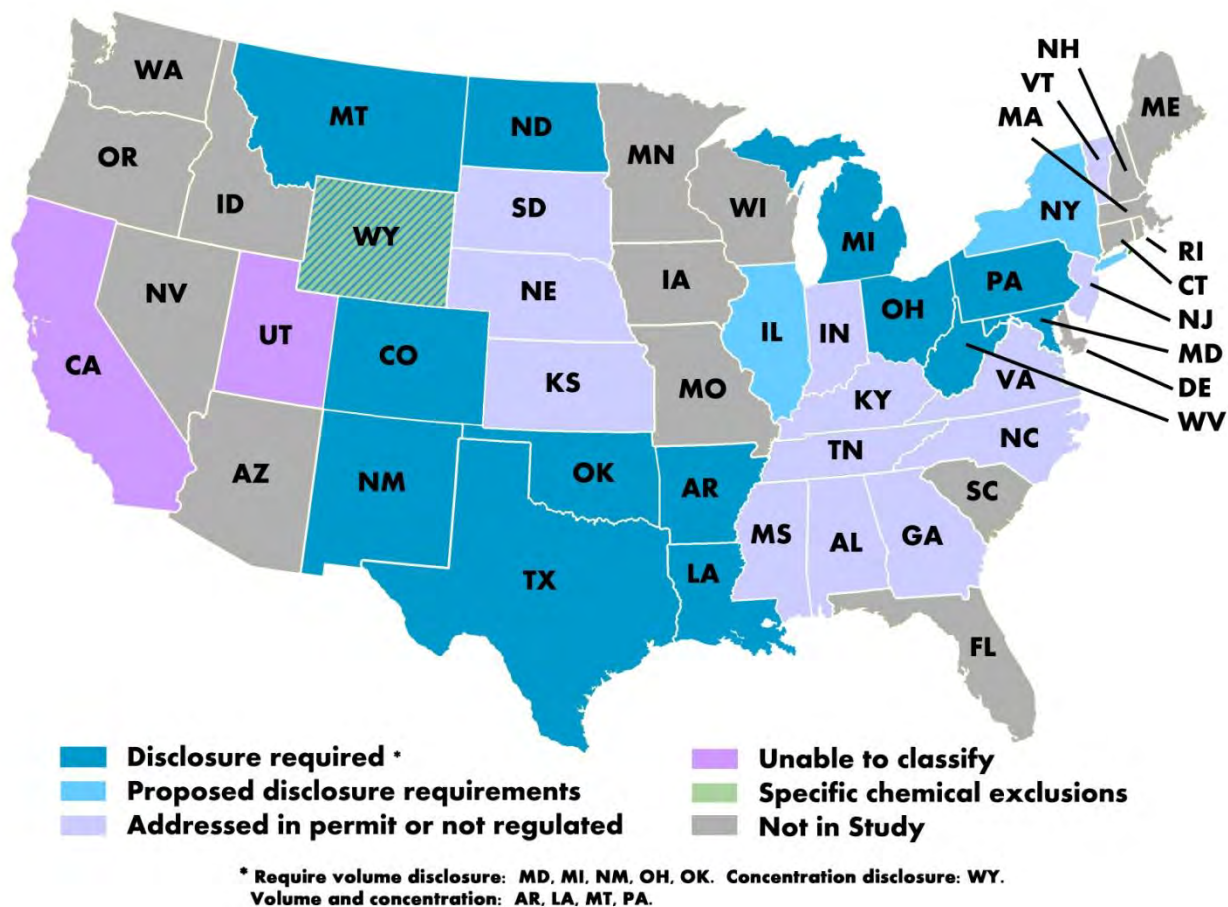 NH
VT
MA
ME
WA
MT
ND
MN
OR
ID
SD
WI
WY
MI
NY
RI
CT
NJ
MD
DE
WV
IA
NE
PA
NV
UT
CO
IL
IN
OH
CA
KS
MO
KY
VA
TN
NC
AZ
NM
OK
AR
SC
MS
AL
GA
TX
LA
FL
Disclosure required *
Proposed disclosure requirements
Addressed in permit or not regulated
Unable to classify
Specific chemical exclusions
Not in Study
* Require volume disclosure: MD, MI, NM, OH, OK. Concentration disclosure: WY.
Volume and concentration: AR, LA, MT, PA.